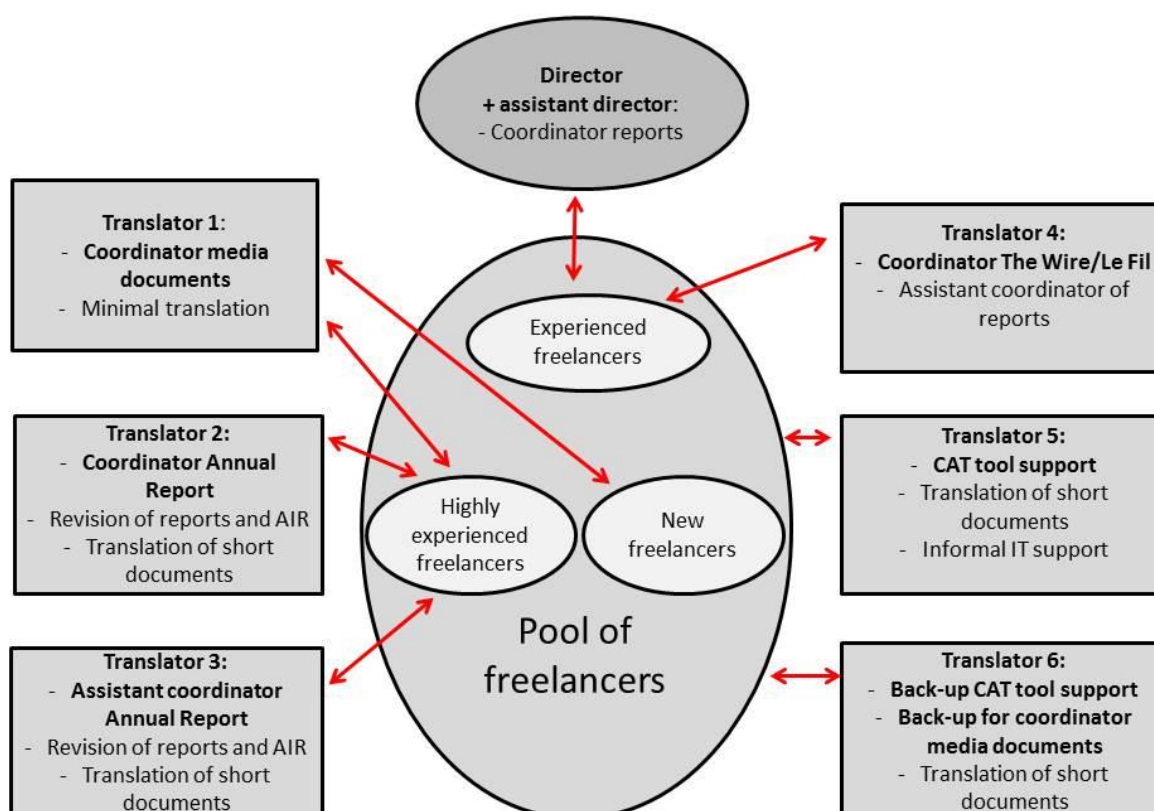 Director
+ assistant director:
- Coordinator reports
Translator 1:
- Coordinator media
documents
- Minimal translation
Translator 4:
- Coordinator The Wire/Le Fil
- Assistant coordinator of
reports
Experienced
freelancers
Translator 2:
- Coordinator Annual
Report
- Revision of reports and AIR
- Translation of short
documents
Translator 5:
- CAT tool support
- Translation of short
documents
- Informal IT support
Highly
experienced
freelancers
New
freelancers
Pool of
freelancers
Translator 3:
- Assistant coordinator
Annual Report
- Revision of reports and AIR
- Translation of short
documents
Translator 6:
- Back-up CAT tool support
- Back-up for coordinator
media documents
- Translation of short
documents